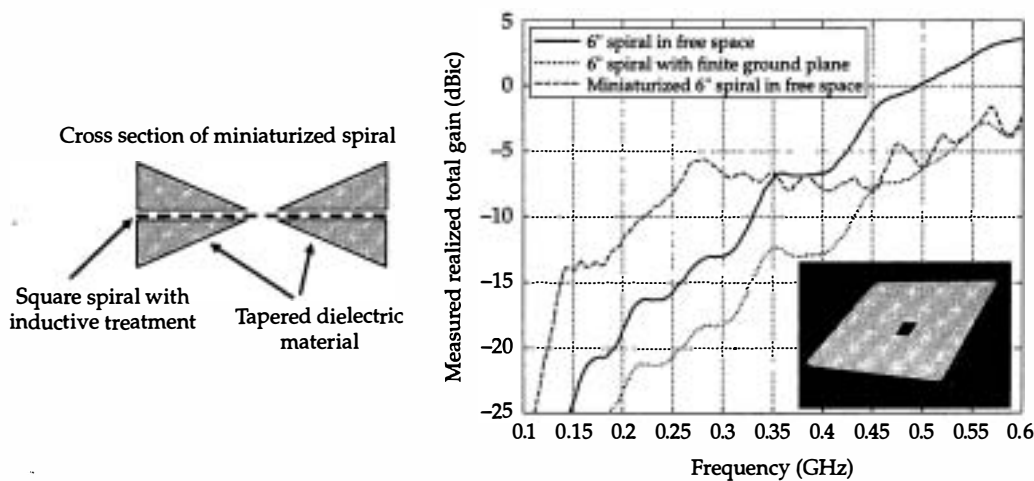 Cross section of miniaturized spiral
Square spiral with
inductive treatment
Tapered dielectric
material
Measured realized total gain (dBic)
5
0
−5
−10
−15
−20
−25
6" spiral in free space
6" spiral with finite ground plane
Miniaturized 6" spiral in free space
0.1 0.15 0.2 0.25 0.3 0.35 0.4 0.45 0.5 0.55 0.6
Frequency (GHz)